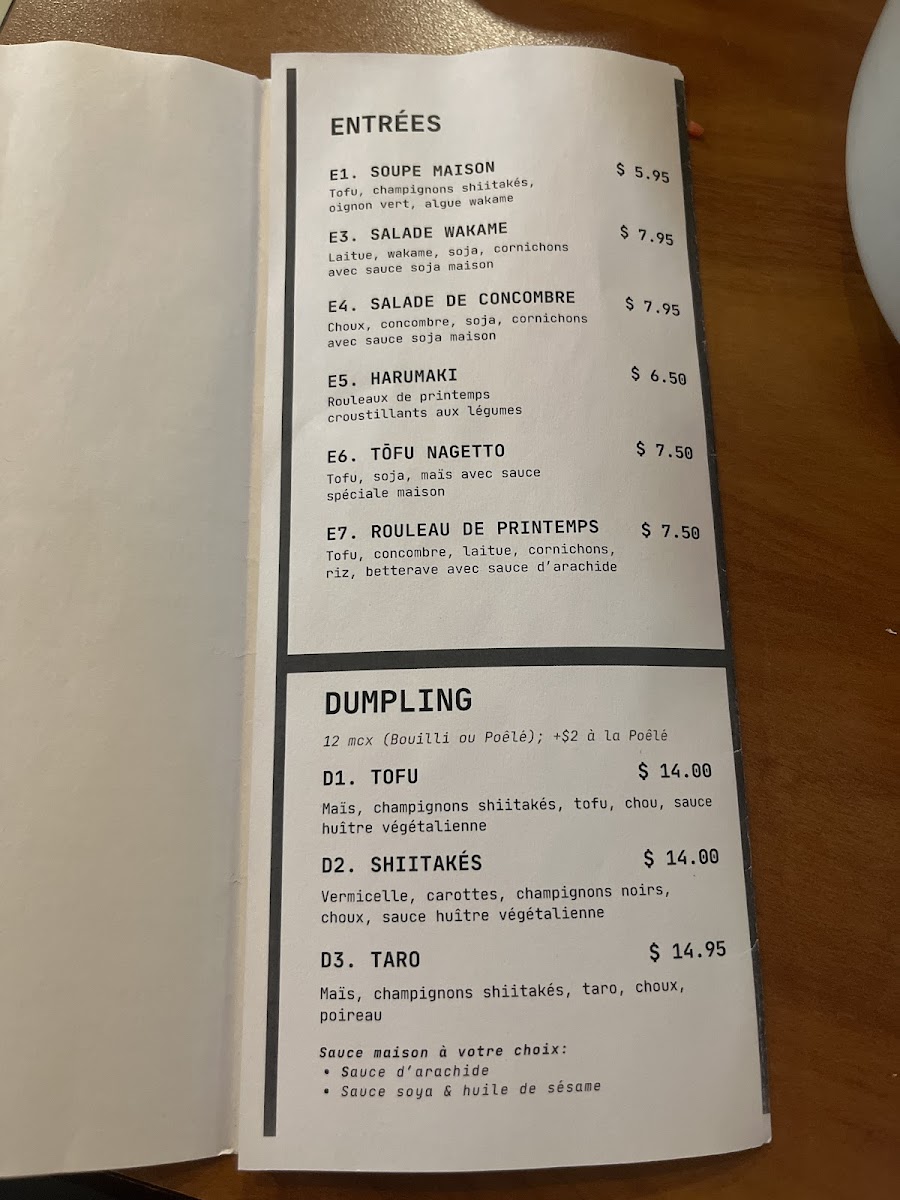 ENTRÉES
E1. SOUPE MAISON $ 5.95
Tofu, champignons shiitakés,
oignon vert, algue wakame
E3. SALADE WAKAME $ 7.95
Laitue, wakame, soja, cornichons
avec sauce soja maison
E4. SALADE DE CONCOMBRE $ 7.95
Choux, concombre, soja, cornichons
avec sauce soja maison
E5. HARUMAKI $ 6.50
Rouleaux de printemps
croustillants aux légumes
E6. TŌFU NAGETTO $ 7.50
Tofu, soja, maïs avec sauce
spéciale maison
E7. ROULEAU DE PRINTEMPS $ 7.50
Tofu, concombre, laitue, cornichons,
riz, betterave avec sauce d'arachide
DUMPLING
12 mcx (Bouilli ou Poêlé); +$2 à la Poêlé
D1. TOFU $ 14.00
Maïs, champignons shiitakés, tofu, chou, sauce
huître végétalienne
D2. SHIITAKÉS $ 14.00
Vermicelle, carottes, champignons noirs,
choux, sauce huître végétalienne
D3. TARO $ 14.95
Maïs, champignons shiitakés, taro, choux,
poireau
Sauce maison à votre choix:
• Sauce d'arachide
• Sauce soya & huile de sésame